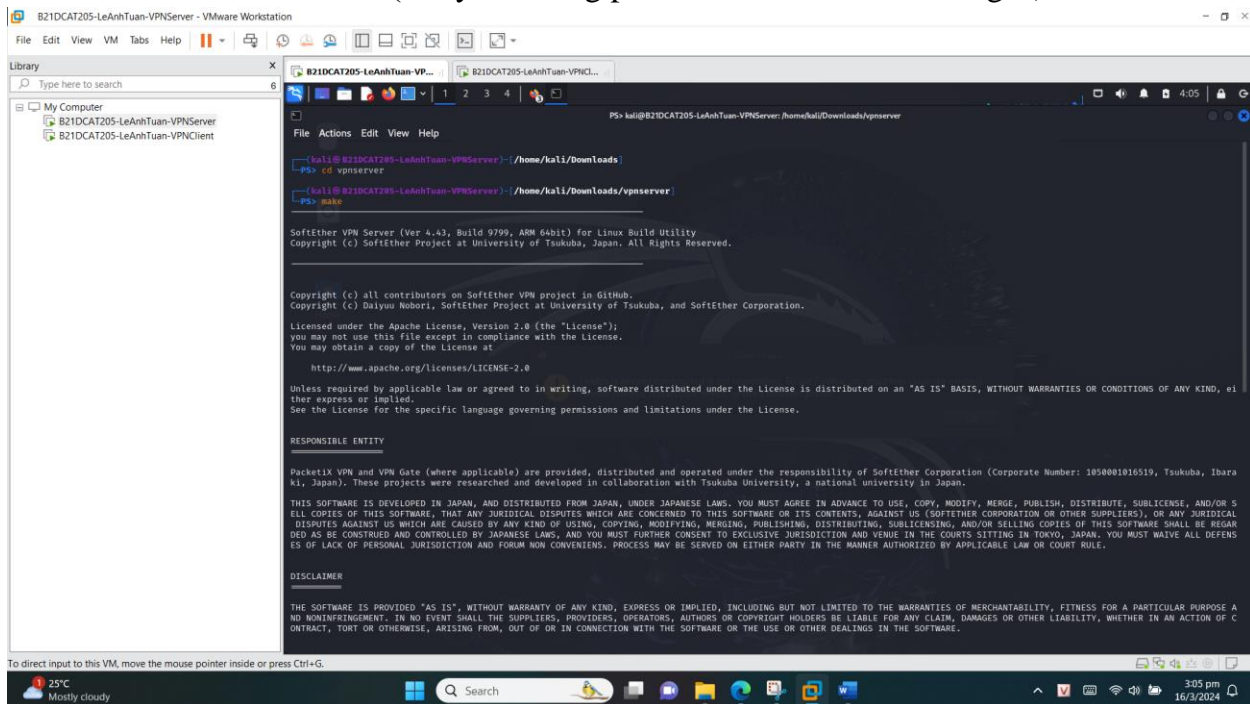 B21DCAT205-LeAnhTuan-VPNServer - VMware Workstation
File Edit View VM Tabs Help
Library X
Type here to search
My Computer
B21DCAT205-LeAnhTuan-VPNServer
B21DCAT205-LeAnhTuan-VPNClient
B21DCAT205-LeAnhTuan-VP...
B21DCAT205-LeAnhTuan-VPNCl...
1 2 3 4
4:05
PS> kali@B21DCAT205-LeAnhTuan-VPNServer: /home/kali/Downloads/vpnserver
File Actions Edit View Help
(kali@B21DCAT205-LeAnhTuan-VPNServer)-[/home/kali/Downloads]
PS> cd vpnserver
(kali@B21DCAT205-LeAnhTuan-VPNServer)-[/home/kali/Downloads/vpnserver]
PS> make
SoftEther VPN Server (Ver 4.43, Build 9799, ARM 64bit) for Linux Build Utility
Copyright (c) SoftEther Project at University of Tsukuba, Japan. All Rights Reserved.
Copyright (c) all contributors on SoftEther VPN project in GitHub.
Copyright (c) Daiyuu Nobori, SoftEther Project at University of Tsukuba, and SoftEther Corporation.
Licensed under the Apache License, Version 2.0 (the "License");
you may not use this file except in compliance with the License.
You may obtain a copy of the License at
http://www.apache.org/licenses/LICENSE-2.0
Unless required by applicable law or agreed to in writing, software distributed under the License is distributed on an "AS IS" BASIS, WITHOUT WARRANTIES OR CONDITIONS OF ANY KIND, ei
ther express or implied.
See the License for the specific language governing permissions and limitations under the License.
RESPONSIBLE ENTITY
PacketiX VPN and VPN Gate (where applicable) are provided, distributed and operated under the responsibility of SoftEther Corporation (Corporate Number: 1050001016519, Tsukuba, Ibara
ki, Japan). These projects were researched and developed in collaboration with Tsukuba University, a national university in Japan.
THIS SOFTWARE IS DEVELOPED IN JAPAN, AND DISTRIBUTED FROM JAPAN, UNDER JAPANESE LAWS. YOU MUST AGREE IN ADVANCE TO USE, COPY, MODIFY, MERGE, PUBLISH, DISTRIBUTE, SUBLICENSE, AND/OR S
ELL COPIES OF THIS SOFTWARE, THAT ANY JURIDICAL DISPUTES WHICH ARE CONCERNED TO THIS SOFTWARE OR ITS CONTENTS, AGAINST US (SOFTETHER CORPORATION OR OTHER SUPPLIERS), OR ANY JURIDICAL
DISPUTES AGAINST US WHICH ARE CAUSED BY ANY KIND OF USING, COPYING, MODIFYING, MERGING, PUBLISHING, DISTRIBUTING, SUBLICENSING, AND/OR SELLING COPIES OF THIS SOFTWARE SHALL BE REGAR
DED AS BE CONSTRUED AND CONTROLLED BY JAPANESE LAWS, AND YOU MUST FURTHER CONSENT TO EXCLUSIVE JURISDICTION AND VENUE IN THE COURTS SITTING IN TOKYO, JAPAN. YOU MUST WAIVE ALL DEFENS
ES OF LACK OF PERSONAL JURISDICTION AND FORUM NON CONVENIENS. PROCESS MAY BE SERVED ON EITHER PARTY IN THE MANNER AUTHORIZED BY APPLICABLE LAW OR COURT RULE.
DISCLAIMER
THE SOFTWARE IS PROVIDED "AS IS", WITHOUT WARRANTY OF ANY KIND, EXPRESS OR IMPLIED, INCLUDING BUT NOT LIMITED TO THE WARRANTIES OF MERCHANTABILITY, FITNESS FOR A PARTICULAR PURPOSE A
ND NONINFRINGEMENT. IN NO EVENT SHALL THE SUPPLIERS, PROVIDERS, OPERATORS, AUTHORS OR COPYRIGHT HOLDERS BE LIABLE FOR ANY CLAIM, DAMAGES OR OTHER LIABILITY, WHETHER IN AN ACTION OF C
ONTRACT, TORT OR OTHERWISE, ARISING FROM, OUT OF OR IN CONNECTION WITH THE SOFTWARE OR THE USE OR OTHER DEALINGS IN THE SOFTWARE.
To direct input to this VM, move the mouse pointer inside or press Ctrl+G.
25°C
Mostly cloudy
Search
3:05 pm
16/3/2024